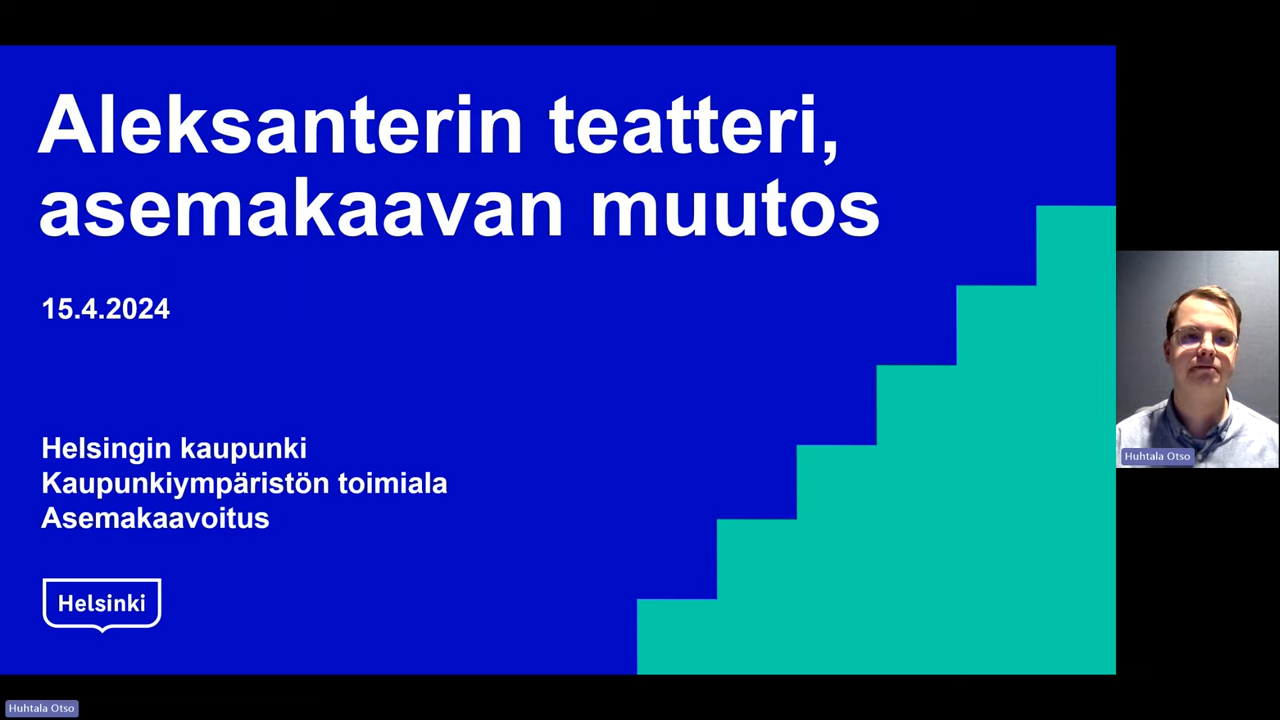 Aleksanterin teatteri,
asemakaavan muutos
15.4.2024
Helsingin kaupunki
Kaupunkiympäristön toimiala
Asemakaavoitus
Helsinki
Huhtala Otso
Huhtala Otso